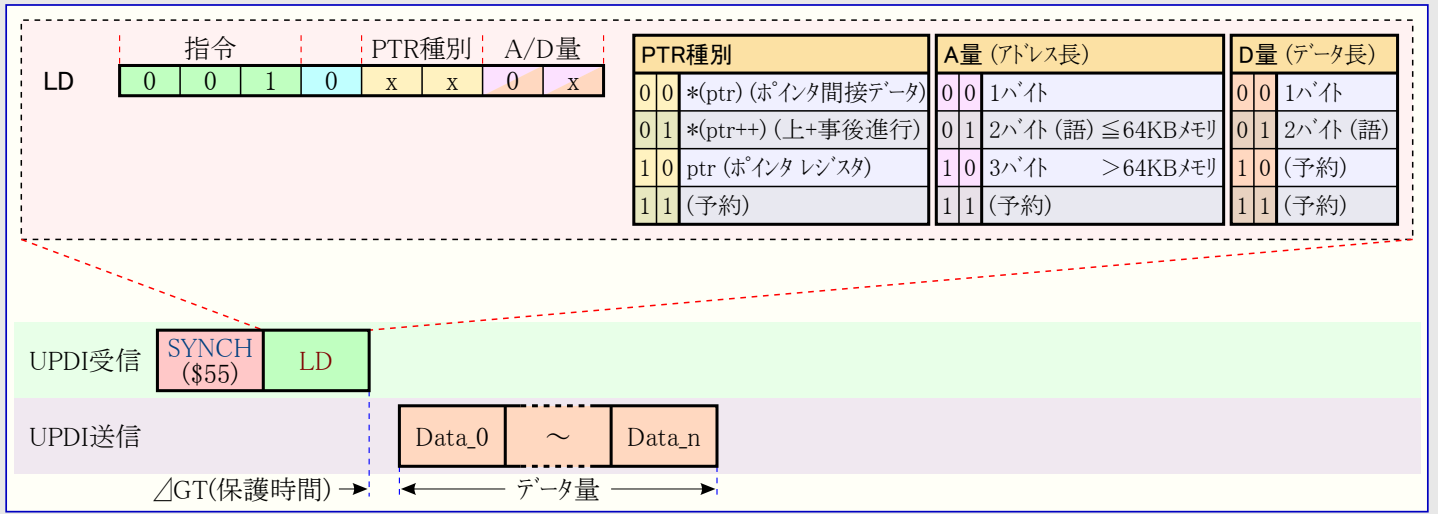 指令 PTR種別 A/D量
LD 0 0 1 0 x x 0 x
PTR種別
0 0 *(ptr) (ポインタ間接データ)
0 1 *(ptr++) (上+事後進行)
1 0 ptr (ポインタ レジスタ)
1 1 (予約)
A量 (アドレス長)
0 0 1バイト
0 1 2バイト (語) ≦64KBメモリ
1 0 3バイト >64KBメモリ
1 1 (予約)
D量 (データ長)
0 0 1バイト
0 1 2バイト (語)
1 0 (予約)
1 1 (予約)
UPDI受信 SYNCH LD
($55)
UPDI送信 Data_0 ~ Data_n
⊿GT(保護時間) データ量